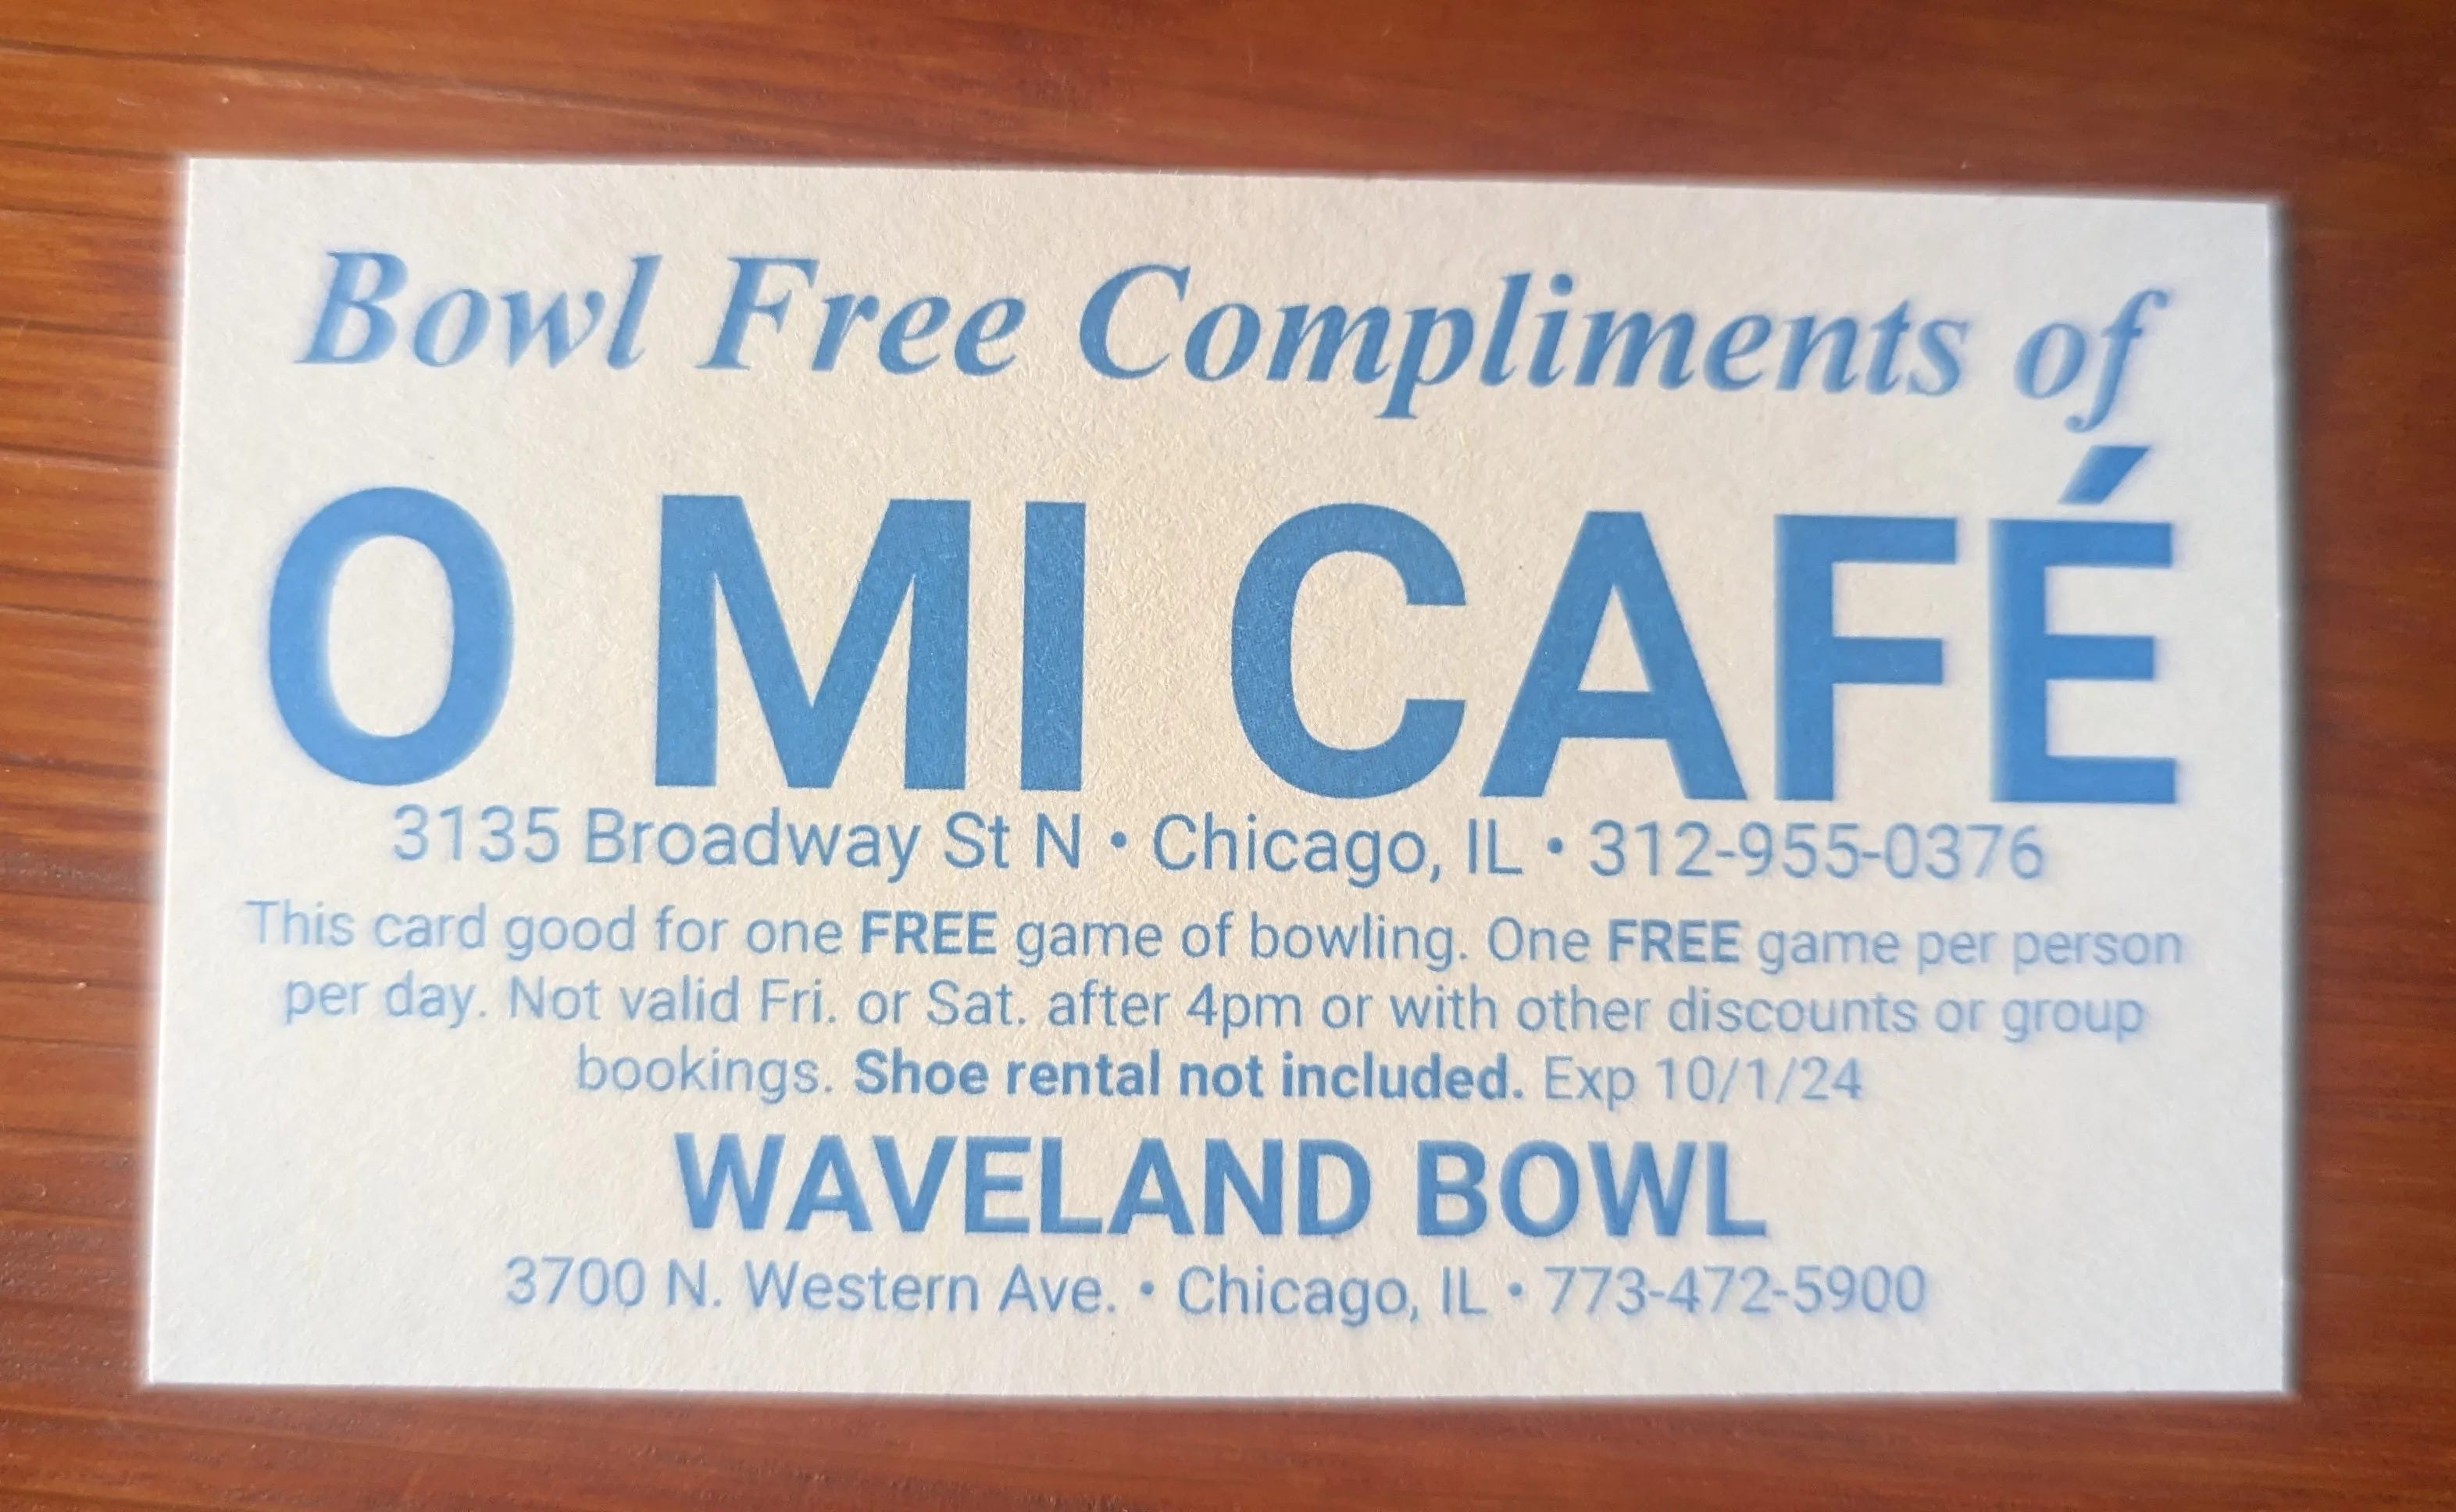 Bowl Free Compliments of
O MI CAFÉ
3135 Broadway St N • Chicago, IL • 312-955-0376
This card good for one FREE game of bowling. One FREE game per person
per day. Not valid Fri. or Sat. after 4pm or with other discounts or group
bookings. Shoe rental not included. Exp 10/1/24
WAVELAND BOWL
3700 N. Western Ave. • Chicago, IL • 773-472-5900